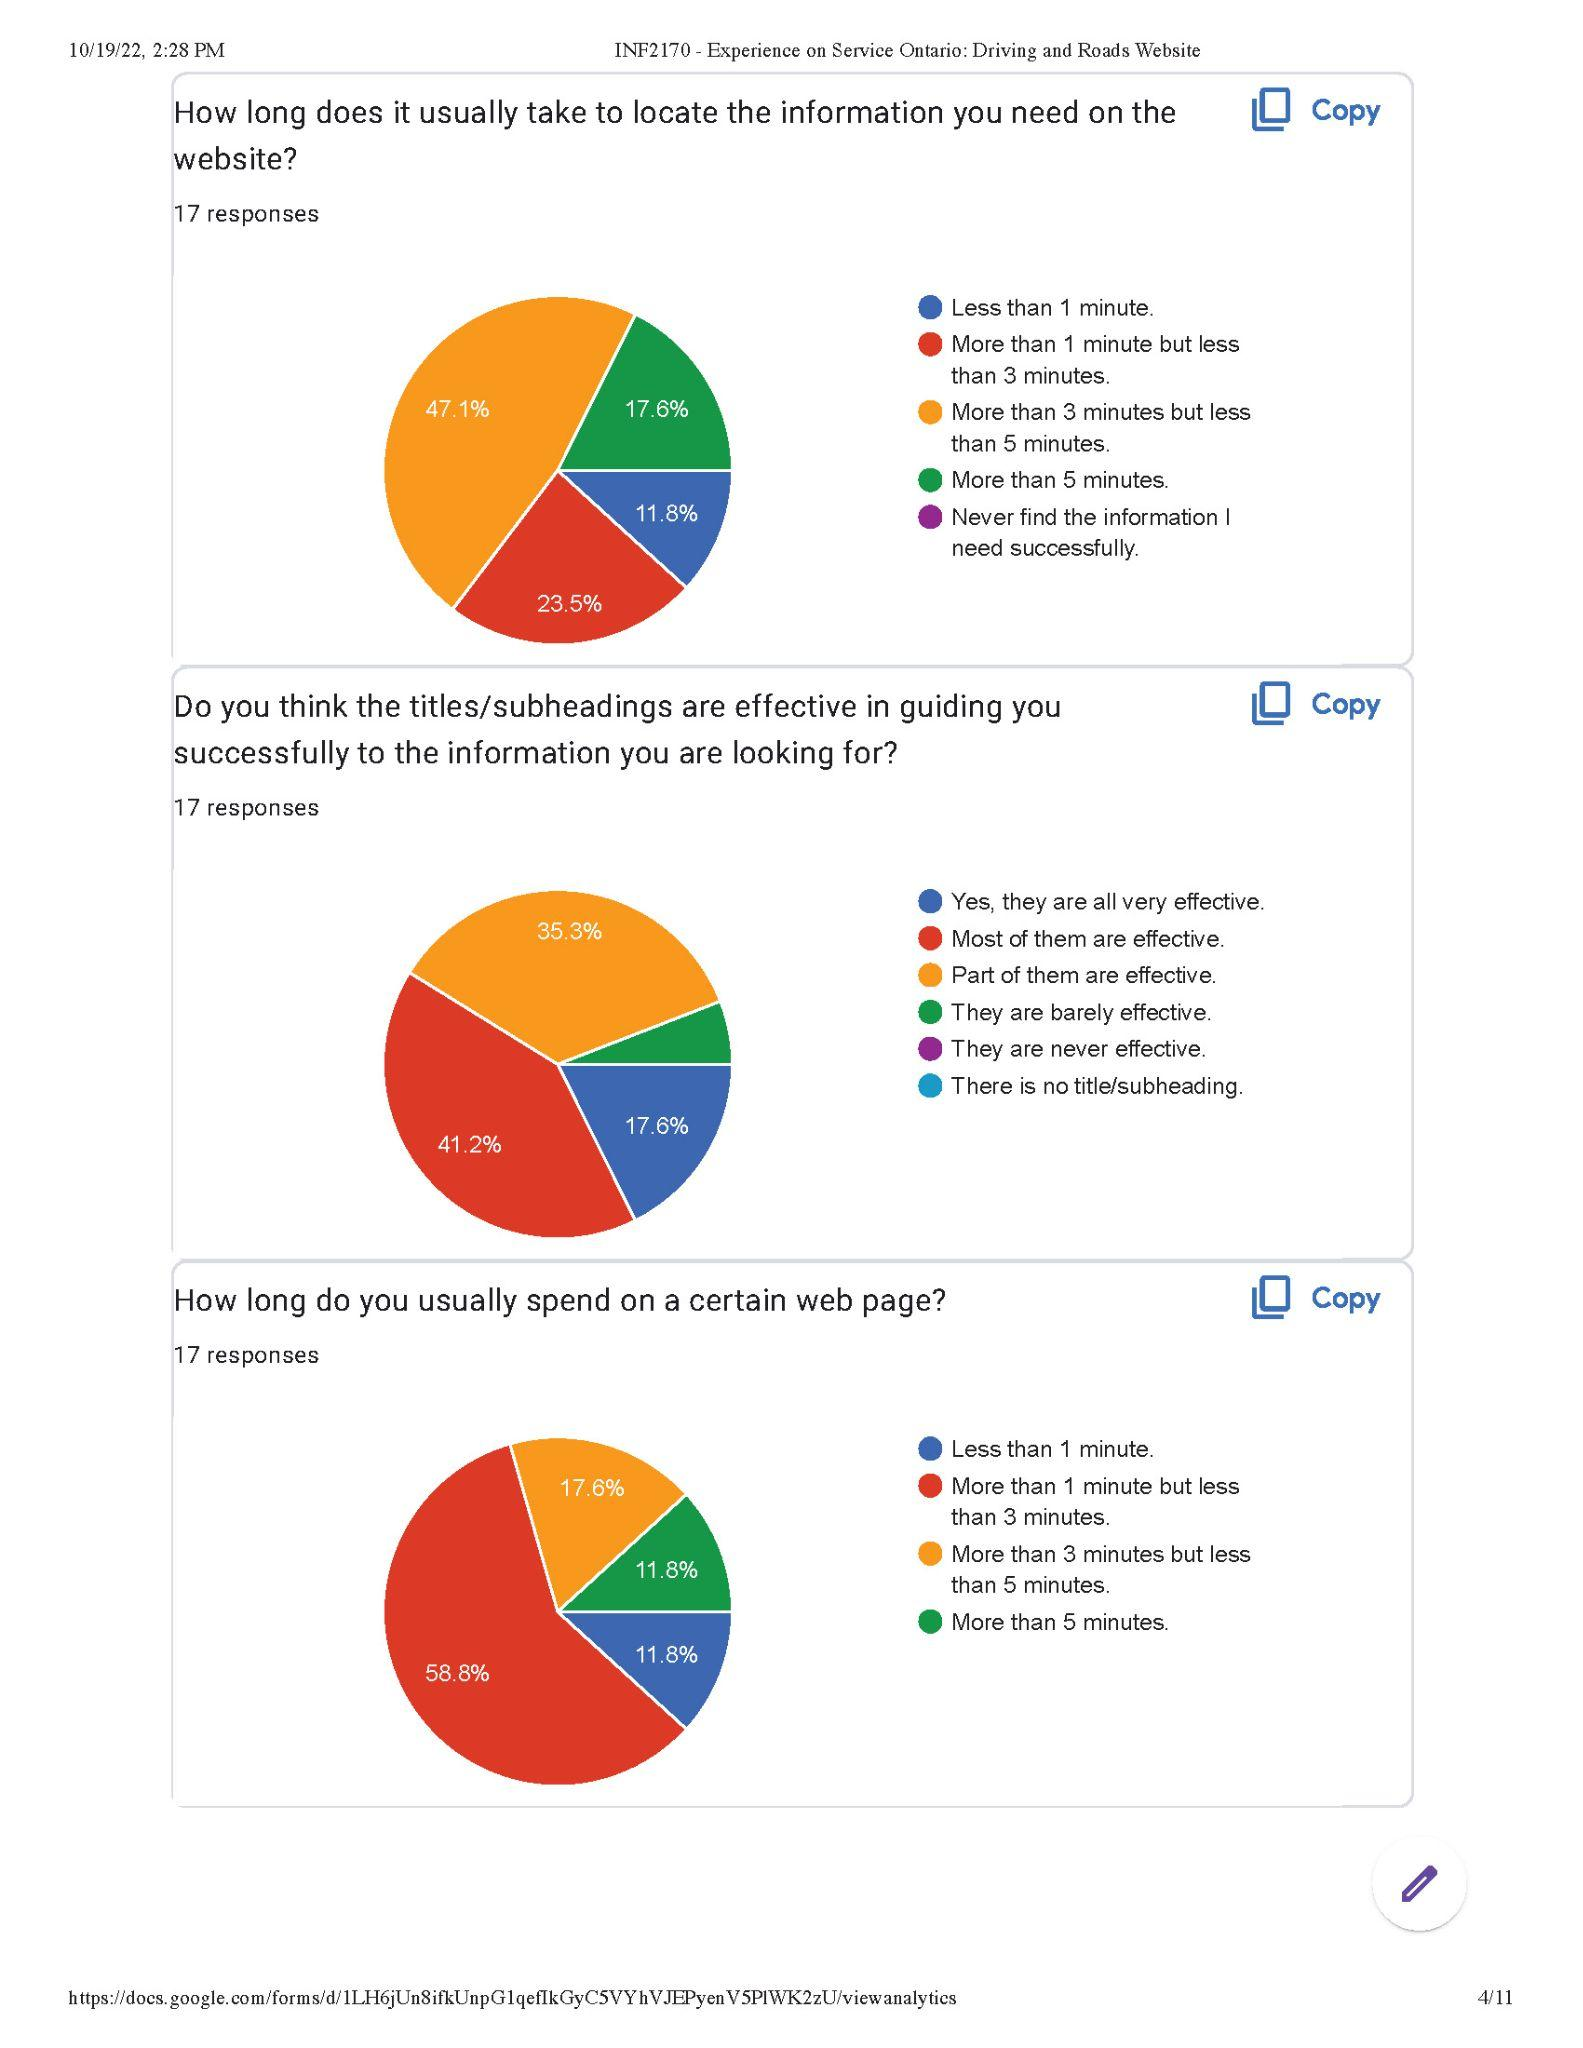 10/19/22, 2:28 PM
INF2170 - Experience on Service Ontario: Driving and Roads Website
How long does it usually take to locate the information you need on the
website?
Copy
17 responses
47.1%
17.6%
11.8%
23.5%
Less than 1 minute.
More than 1 minute but less
than 3 minutes.
More than 3 minutes but less
than 5 minutes.
More than 5 minutes.
Never find the information I
need successfully.
Do you think the titles/subheadings are effective in guiding you
successfully to the information you are looking for?
Copy
17 responses
35.3%
17.6%
41.2%
Yes, they are all very effective.
Most of them are effective.
Part of them are effective.
They are barely effective.
They are never effective.
There is no title/subheading.
How long do you usually spend on a certain web page?
Copy
17 responses
17.6%
11.8%
11.8%
58.8%
Less than 1 minute.
More than 1 minute but less
than 3 minutes.
More than 3 minutes but less
than 5 minutes.
More than 5 minutes.
https://docs.google.com/forms/d/1LH6jUn8ifkUnpG1qefIkGyC5VYhVJEPyenV5PlWK2zU/viewanalytics
4/11